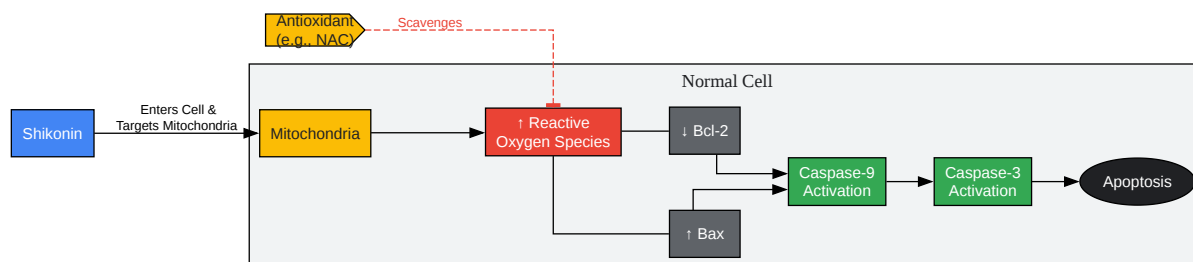 Antioxidant
(e.g., NAC)
Scavenges
Normal Cell
Shikonin
Enters Cell &
Targets Mitochondria
Mitochondria
↑ Reactive
Oxygen Species
↓ Bcl-2
↑ Bax
Caspase-9
Activation
Caspase-3
Activation
Apoptosis